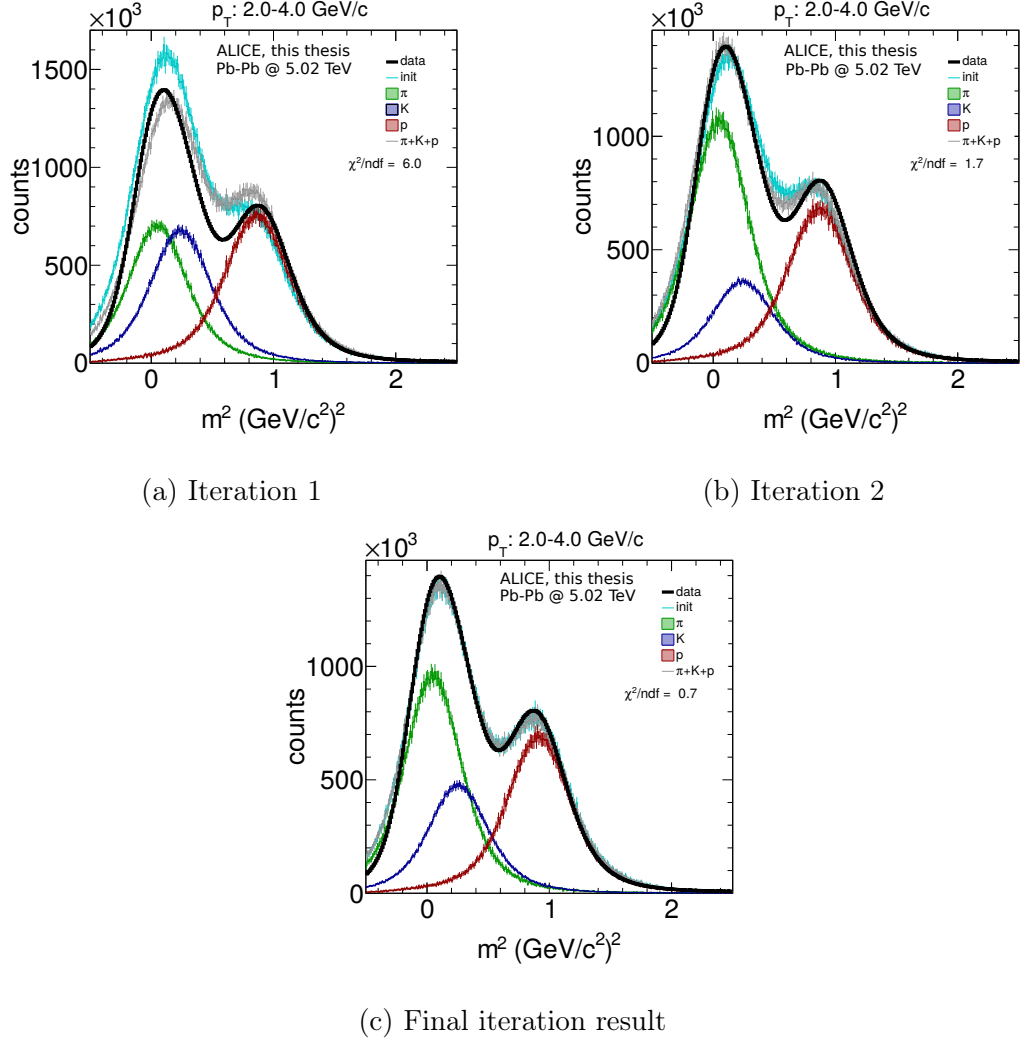 ×10³ p_T: 2.0-4.0 GeV/c
ALICE, this thesis
Pb-Pb @ 5.02 TeV
data
init
π
K
p
π+K+p
χ²/ndf = 6.0
counts
1500
1000
500
0
0 1 2
m² (GeV/c²)²
(a) Iteration 1
×10³ p_T: 2.0-4.0 GeV/c
ALICE, this thesis
Pb-Pb @ 5.02 TeV
data
init
π
K
p
π+K+p
χ²/ndf = 1.7
counts
1000
500
0
0 1 2
m² (GeV/c²)²
(b) Iteration 2
×10³ p_T: 2.0-4.0 GeV/c
ALICE, this thesis
Pb-Pb @ 5.02 TeV
data
init
π
K
p
π+K+p
χ²/ndf = 0.7
counts
1000
500
0
0 1 2
m² (GeV/c²)²
(c) Final iteration result